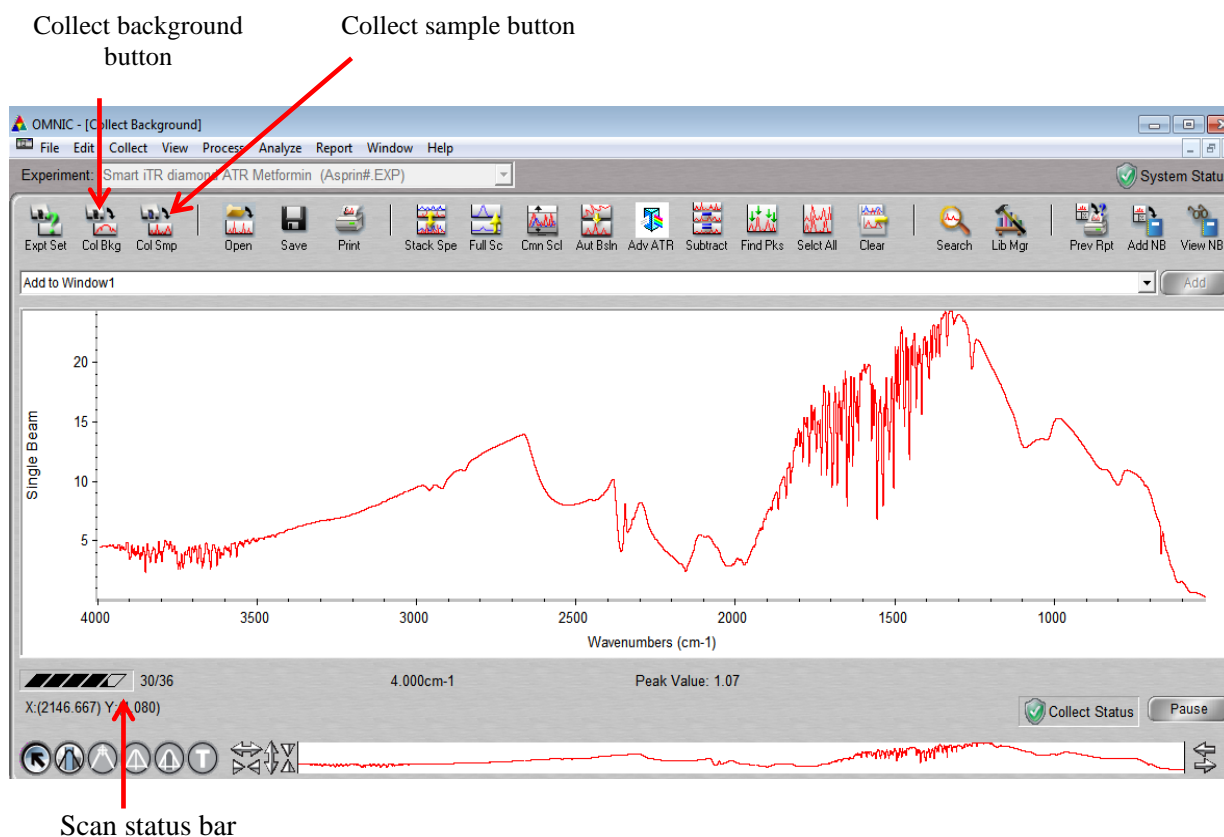 Collect background
button
Collect sample button
OMNIC - [Collect Background]
File Edit Collect View Process Analyze Report Window Help
Experiment: Smart iTR diamond ATR Metformin (Asprin#.EXP)
System Statu
Expt Set Col Bkg Col Smp Open Save Print Stack Spe Full Sc Cmn Scl Aut Bsln Adv ATR Subtract Find Pks Selct All Clear Search Lib Mgr Prev Rpt Add NB View NB
Add to Window1
Add
20
15
10
5
Single Beam
4000 3500 3000 2500 2000 1500 1000
Wavenumbers (cm-1)
30/36 4.000cm-1 Peak Value: 1.07
X:(2146.667) Y: .080)
Collect Status Pause
T
Scan status bar